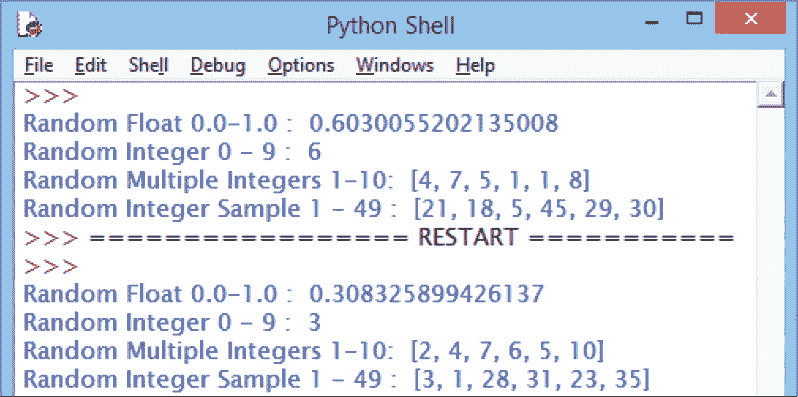 Python Shell
File Edit Shell Debug Options Windows Help
>>>
Random Float 0.0-1.0 : 0.6030055202135008
Random Integer 0 - 9 : 6
Random Multiple Integers 1-10: [4, 7, 5, 1, 1, 8]
Random Integer Sample 1 - 49 : [21, 18, 5, 45, 29, 30]
>>> ================= RESTART ===========
>>>
Random Float 0.0-1.0 : 0.308325899426137
Random Integer 0 - 9 : 3
Random Multiple Integers 1-10: [2, 4, 7, 6, 5, 10]
Random Integer Sample 1 - 49 : [3, 1, 28, 31, 23, 35]